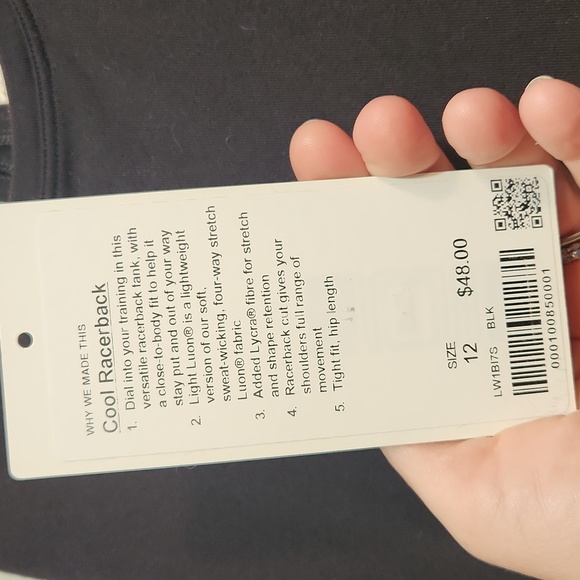 WHY WE MADE THIS
Cool Racerback
1. Dial into your training in this
versatile racerback tank, with
a close-to-body fit to help it
stay put and out of your way
2. Light Luon® is a lightweight
version of our soft,
sweat-wicking, four-way stretch
Luon® fabric
3. Added Lycra® fibre for stretch
and shape retention
4. Racerback cut gives your
shoulders full range of
movement
5. Tight fit, hip length
SIZE
12 $48.00
LW1BI7S BLK
000100850001